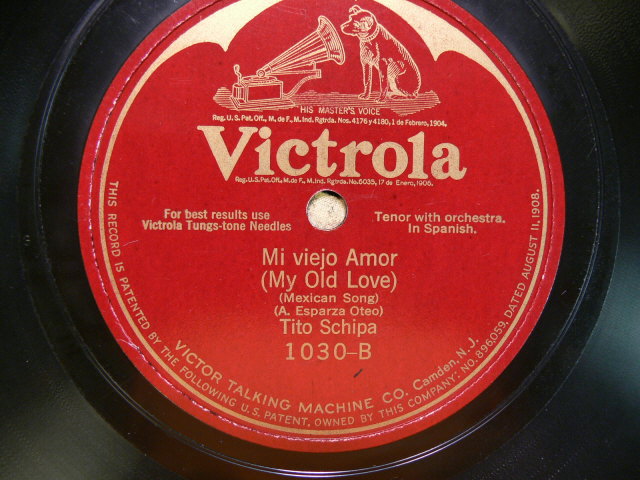 HIS MASTER'S VOICE
Reg. U.S. Pat. Off., M. de F., M. Ind. Rgtrda. Nos. 4176 y 4180, 1 de Febrero, 1904.
Victrola
Reg. U.S. Pat. Off., M. de F., M. Ind. Rgtrda. No. 6035, 17 de Enero, 1906.
For best results use
Victrola Tungs-tone Needles
Tenor with orchestra.
In Spanish.
Mi viejo Amor
(My Old Love)
(Mexican Song)
(A. Esparza Oteo)
Tito Schipa
1030-B
VICTOR TALKING MACHINE CO. Camden, N. J.
THIS RECORD IS PATENTED BY THE FOLLOWING U.S. PATENT, OWNED BY THIS COMPANY: NO. 896,059, DATED AUGUST 11, 1908.